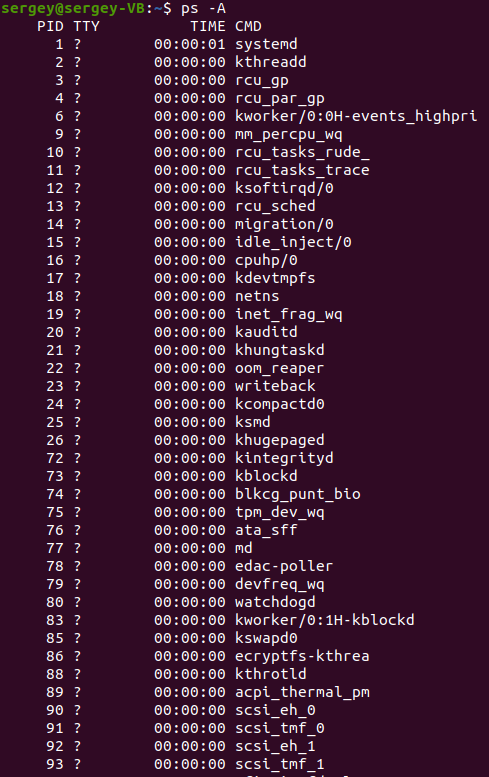 sergey@sergey-VB:~$ ps -A
PID TTY TIME CMD
1 ? 00:00:01 systemd
2 ? 00:00:00 kthreadd
3 ? 00:00:00 rcu_gp
4 ? 00:00:00 rcu_par_gp
6 ? 00:00:00 kworker/0:0H-events_highpri
9 ? 00:00:00 mm_percpu_wq
10 ? 00:00:00 rcu_tasks_rude_
11 ? 00:00:00 rcu_tasks_trace
12 ? 00:00:00 ksoftirqd/0
13 ? 00:00:00 rcu_sched
14 ? 00:00:00 migration/0
15 ? 00:00:00 idle_inject/0
16 ? 00:00:00 cpuhp/0
17 ? 00:00:00 kdevtmpfs
18 ? 00:00:00 netns
19 ? 00:00:00 inet_frag_wq
20 ? 00:00:00 kauditd
21 ? 00:00:00 khungtaskd
22 ? 00:00:00 oom_reaper
23 ? 00:00:00 writeback
24 ? 00:00:00 kcompactd0
25 ? 00:00:00 ksmd
26 ? 00:00:00 khugepaged
72 ? 00:00:00 kintegrityd
73 ? 00:00:00 kblockd
74 ? 00:00:00 blkcg_punt_bio
75 ? 00:00:00 tpm_dev_wq
76 ? 00:00:00 ata_sff
77 ? 00:00:00 md
78 ? 00:00:00 edac-poller
79 ? 00:00:00 devfreq_wq
80 ? 00:00:00 watchdogd
83 ? 00:00:00 kworker/0:1H-kblockd
85 ? 00:00:00 kswapd0
86 ? 00:00:00 ecryptfs-kthrea
88 ? 00:00:00 kthrotld
89 ? 00:00:00 acpi_thermal_pm
90 ? 00:00:00 scsi_eh_0
91 ? 00:00:00 scsi_tmf_0
92 ? 00:00:00 scsi_eh_1
93 ? 00:00:00 scsi_tmf_1